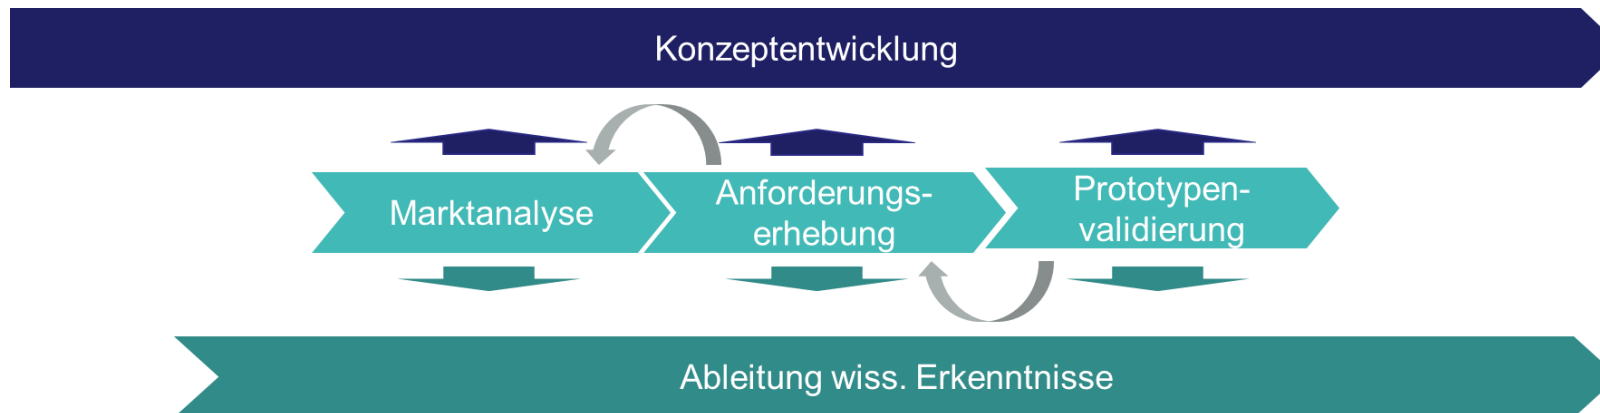 Konzeptentwicklung
Marktanalyse
Anforderungs-
erhebung
Prototypen-
validierung
Ableitung wiss. Erkenntnisse